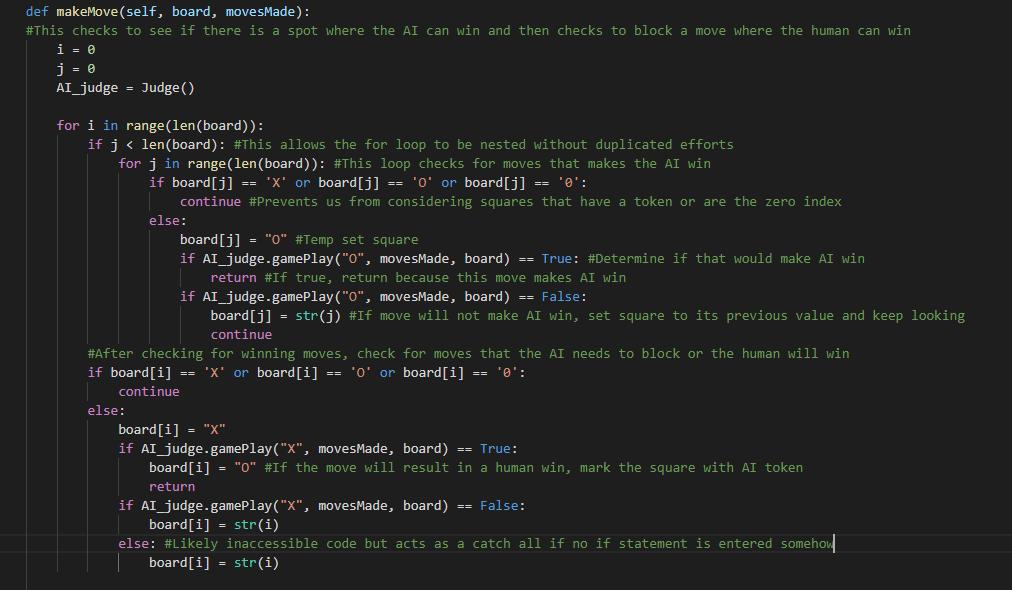 def makeMove(self, board, movesMade):
#This checks to see if there is a spot where the AI can win and then checks to block a move where the human can win
    i = 0
    j = 0
    AI_judge = Judge()

    for i in range(len(board)):
        if j < len(board): #This allows the for loop to be nested without duplicated efforts
            for j in range(len(board)): #This loop checks for moves that makes the AI win
                if board[j] == 'X' or board[j] == 'O' or board[j] == '0':
                    continue #Prevents us from considering squares that have a token or are the zero index
                else:
                    board[j] = "O" #Temp set square
                    if AI_judge.gamePlay("O", movesMade, board) == True: #Determine if that would make AI win
                        return #If true, return because this move makes AI win
                    if AI_judge.gamePlay("O", movesMade, board) == False:
                        board[j] = str(j) #If move will not make AI win, set square to its previous value and keep looking
                        continue
        #After checking for winning moves, check for moves that the AI needs to block or the human will win
        if board[i] == 'X' or board[i] == 'O' or board[i] == '0':
            continue
        else:
            board[i] = "X"
            if AI_judge.gamePlay("X", movesMade, board) == True:
                board[i] = "O" #If the move will result in a human win, mark the square with AI token
                return
            if AI_judge.gamePlay("X", movesMade, board) == False:
                board[i] = str(i)
            else: #Likely inaccessible code but acts as a catch all if no if statement is entered somehow
                board[i] = str(i)